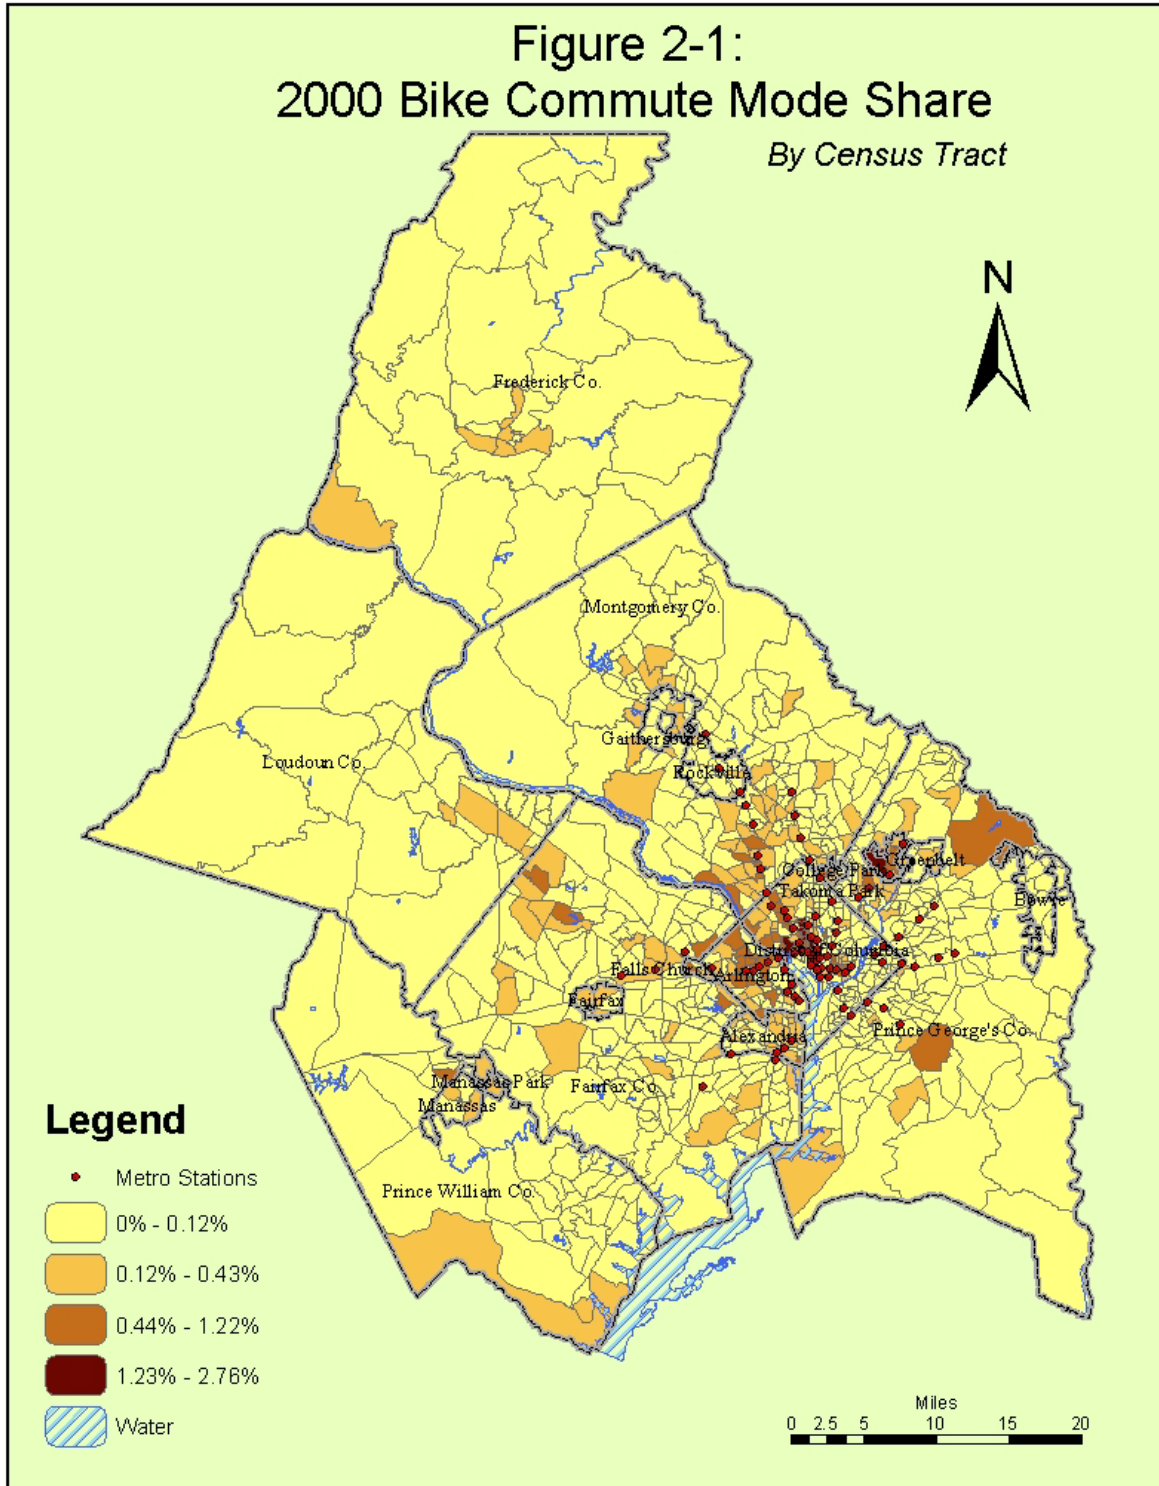 Figure 2-1:
2000 Bike Commute Mode Share
By Census Tract
N
Frederick Co.
Montgomery Co.
Gaithersburg
Loudoun Co.
Rockville
College Park
Greenbelt
Takoma Park
Bowie
District of Columbia
Falls Church
Arlington
Fairfax
Alexandria
Prince George's Co.
Manassas Park
Fairfax Co.
Manassas
Prince William Co.
Legend
Metro Stations
0% - 0.12%
0.12% - 0.43%
0.44% - 1.22%
1.23% - 2.76%
Water
Miles
0 2.5 5 10 15 20